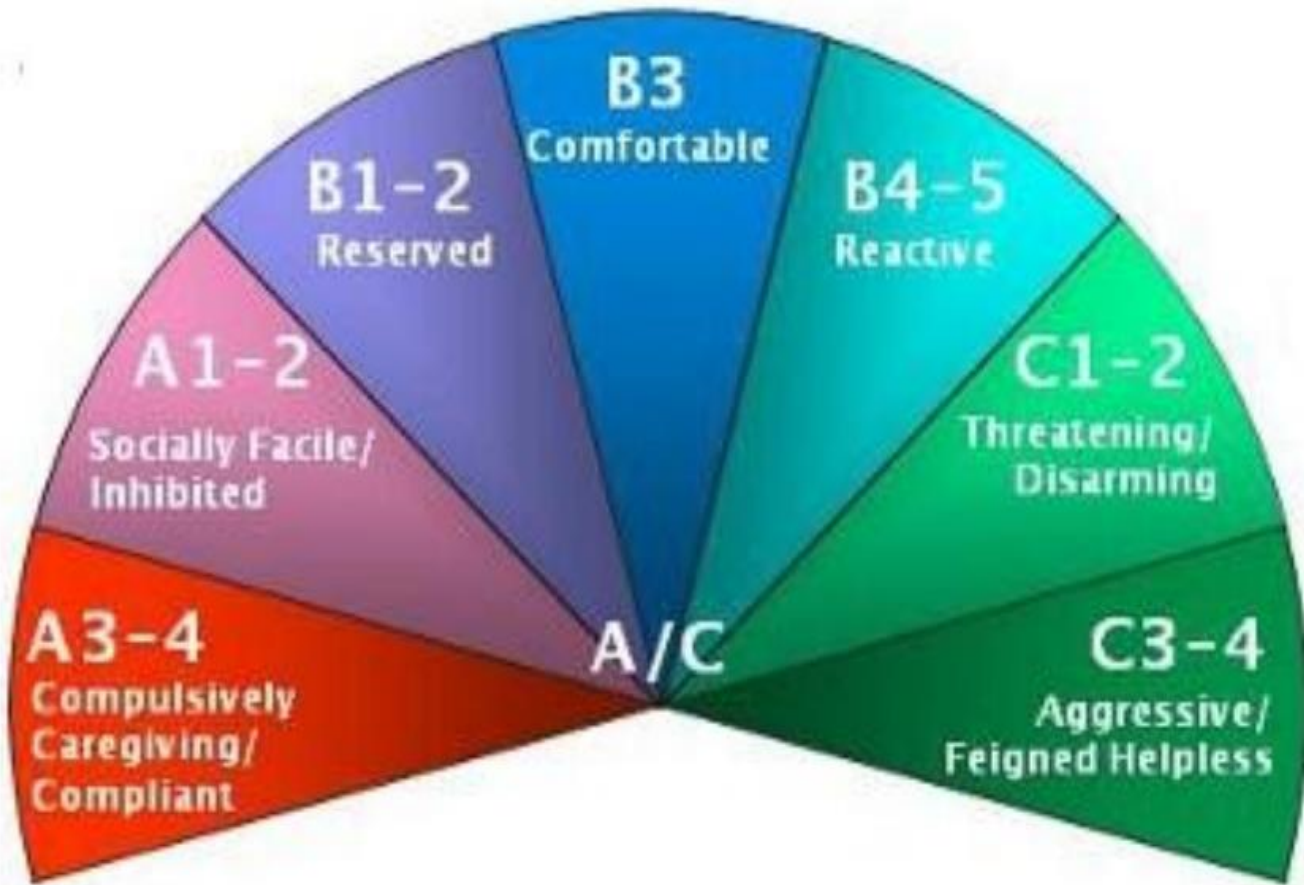 B3
Comfortable
B1-2
Reserved
B4-5
Reactive
A1-2
Socially Facile/
Inhibited
C1-2
Threatening/
Disarming
A3-4
Compulsively
Caregiving/
Compliant
A/C
C3-4
Aggressive/
Feigned Helpless